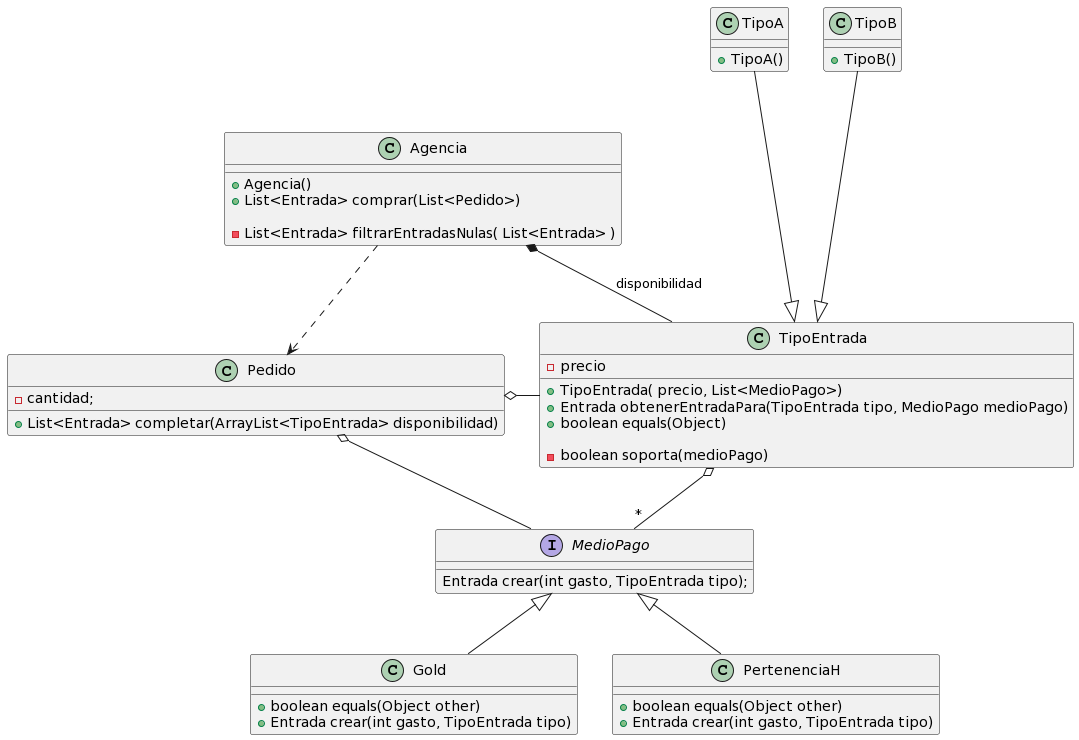 C TipoA
+ TipoA()
C TipoB
+ TipoB()
C Agencia
Agencia()
List<Entrada> comprar(List<Pedido>)
List<Entrada> filtrarEntradasNulas( List<Entrada> )
disponibilidad
C Pedido
cantidad;
List<Entrada> completar(ArrayList<TipoEntrada> disponibilidad)
C TipoEntrada
precio
TipoEntrada( precio, List<MedioPago>)
Entrada obtenerEntradaPara(TipoEntrada tipo, MedioPago medioPago)
boolean equals(Object)
boolean soporta(medioPago)
*
I MedioPago
Entrada crear(int gasto, TipoEntrada tipo);
C Gold
boolean equals(Object other)
Entrada crear(int gasto, TipoEntrada tipo)
C PertenenciaH
boolean equals(Object other)
Entrada crear(int gasto, TipoEntrada tipo)